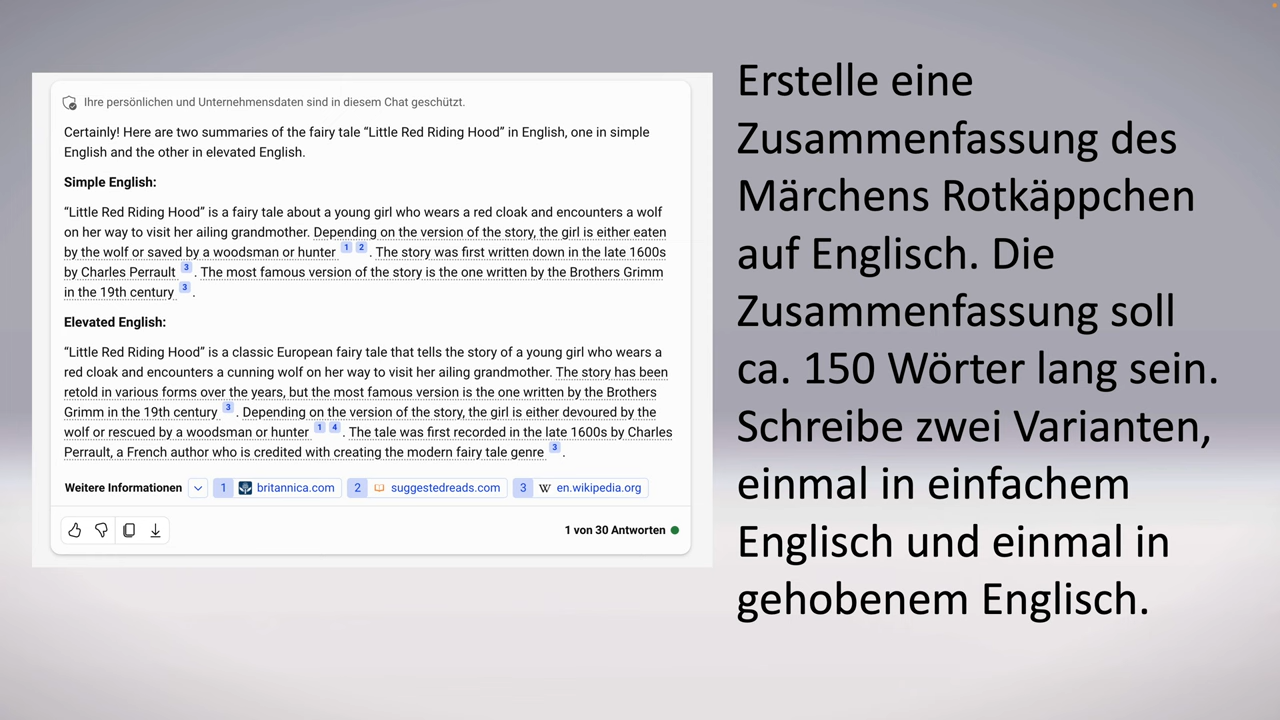 Ihre persönlichen und Unternehmensdaten sind in diesem Chat geschützt.
Certainly! Here are two summaries of the fairy tale “Little Red Riding Hood” in English, one in simple
English and the other in elevated English.
Simple English:
“Little Red Riding Hood” is a fairy tale about a young girl who wears a red cloak and encounters a wolf
on her way to visit her ailing grandmother. Depending on the version of the story, the girl is either eaten
by the wolf or saved by a woodsman or hunter 1 2 . The story was first written down in the late 1600s
by Charles Perrault 3 . The most famous version of the story is the one written by the Brothers Grimm
in the 19th century 3 .
Elevated English:
“Little Red Riding Hood” is a classic European fairy tale that tells the story of a young girl who wears a
red cloak and encounters a cunning wolf on her way to visit her ailing grandmother. The story has been
retold in various forms over the years, but the most famous version is the one written by the Brothers
Grimm in the 19th century 3 . Depending on the version of the story, the girl is either devoured by the
wolf or rescued by a woodsman or hunter 1 4 . The tale was first recorded in the late 1600s by Charles
Perrault, a French author who is credited with creating the modern fairy tale genre 3 .
Weitere Informationen 1 britannica.com 2 suggestedreads.com 3 W en.wikipedia.org
1 von 30 Antworten
Erstelle eine
Zusammenfassung des
Märchens Rotkäppchen
auf Englisch. Die
Zusammenfassung soll
ca. 150 Wörter lang sein.
Schreibe zwei Varianten,
einmal in einfachem
Englisch und einmal in
gehobenem Englisch.